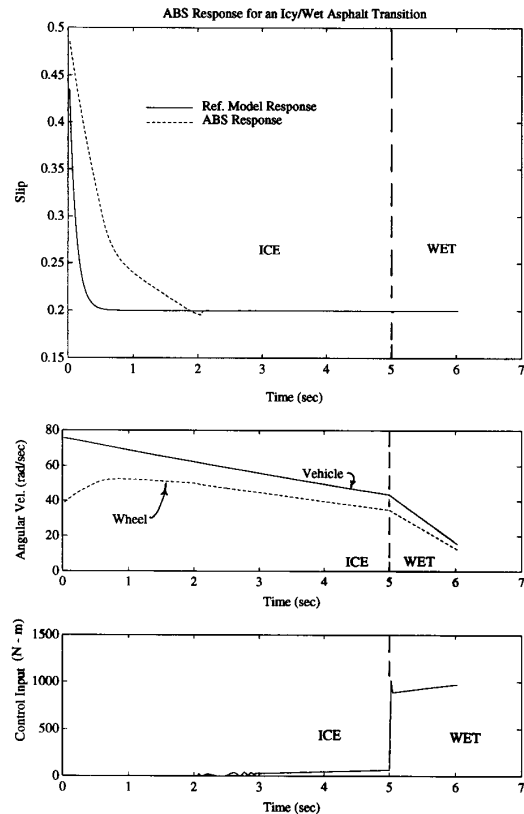 ABS Response for an Icy/Wet Asphalt Transition
0.5
0.45
0.4
0.35
0.3
0.25
0.2
0.15
Slip
Ref. Model Response
ABS Response
ICE
WET
0 1 2 3 4 5 6 7
Time (sec)
80
60
40
20
0
Angular Vel. (rad/sec)
Vehicle
Wheel
ICE
WET
0 1 2 3 4 5 6 7
Time (sec)
1500
1000
500
0
Control Input (N - m)
ICE
WET
0 1 2 3 4 5 6 7
Time (sec)